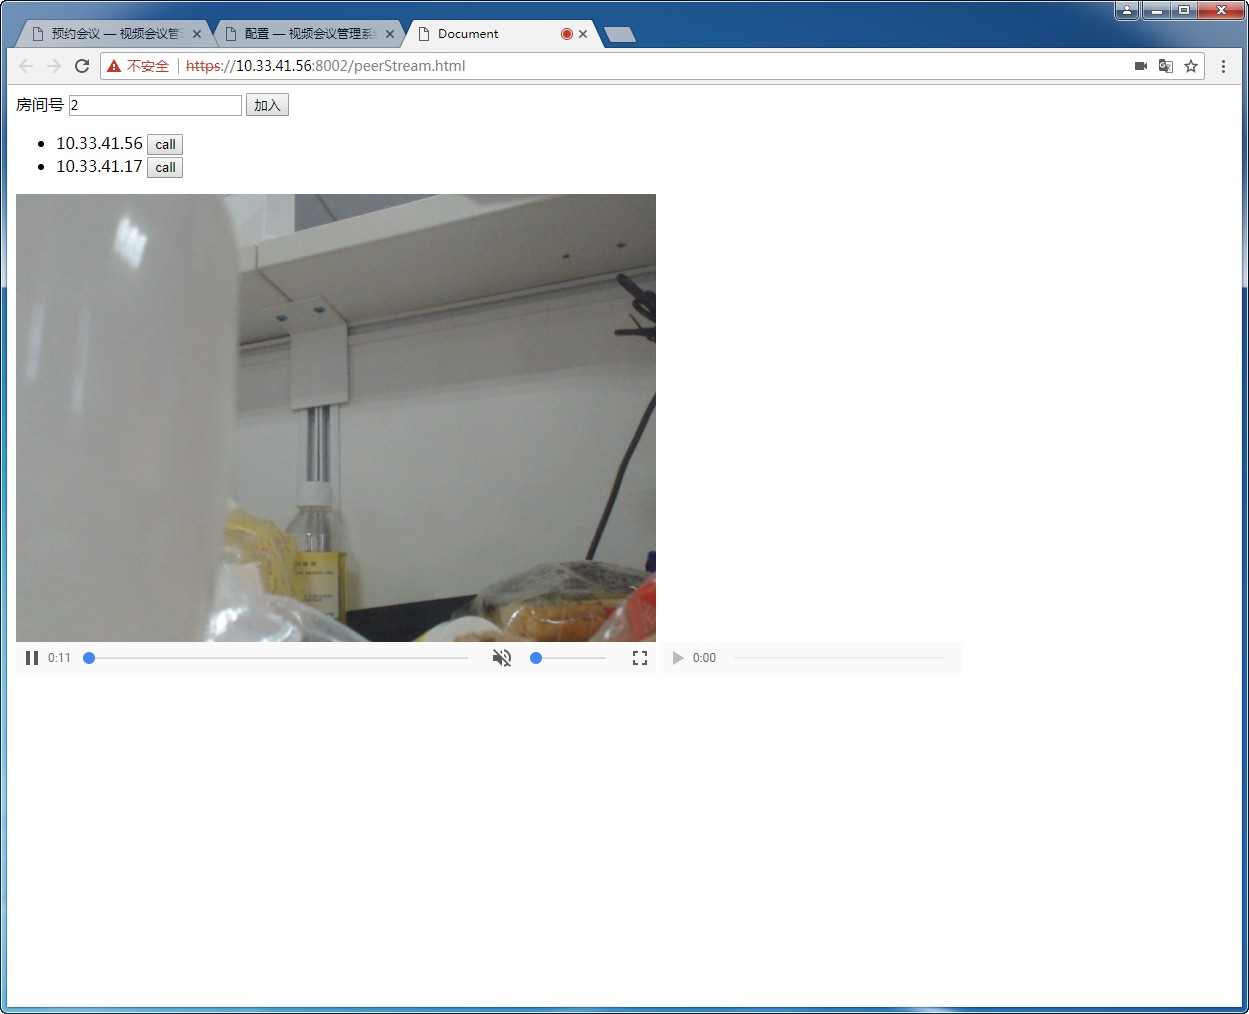 预约会议 — 视频会议管
配置 — 视频会议管理系
Document
不安全 https://10.33.41.56:8002/peerStream.html
房间号 2 加入
10.33.41.56 call
10.33.41.17 call
0:11
0:00